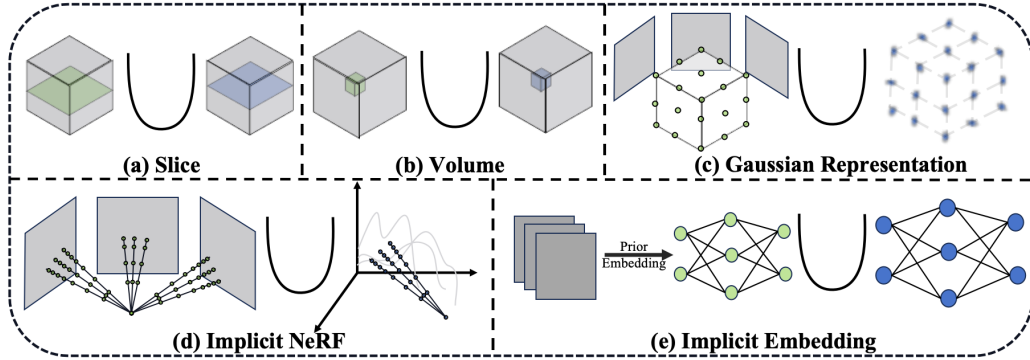 (a) Slice
(b) Volume
(c) Gaussian Representation
(d) Implicit NeRF
Prior
Embedding
(e) Implicit Embedding